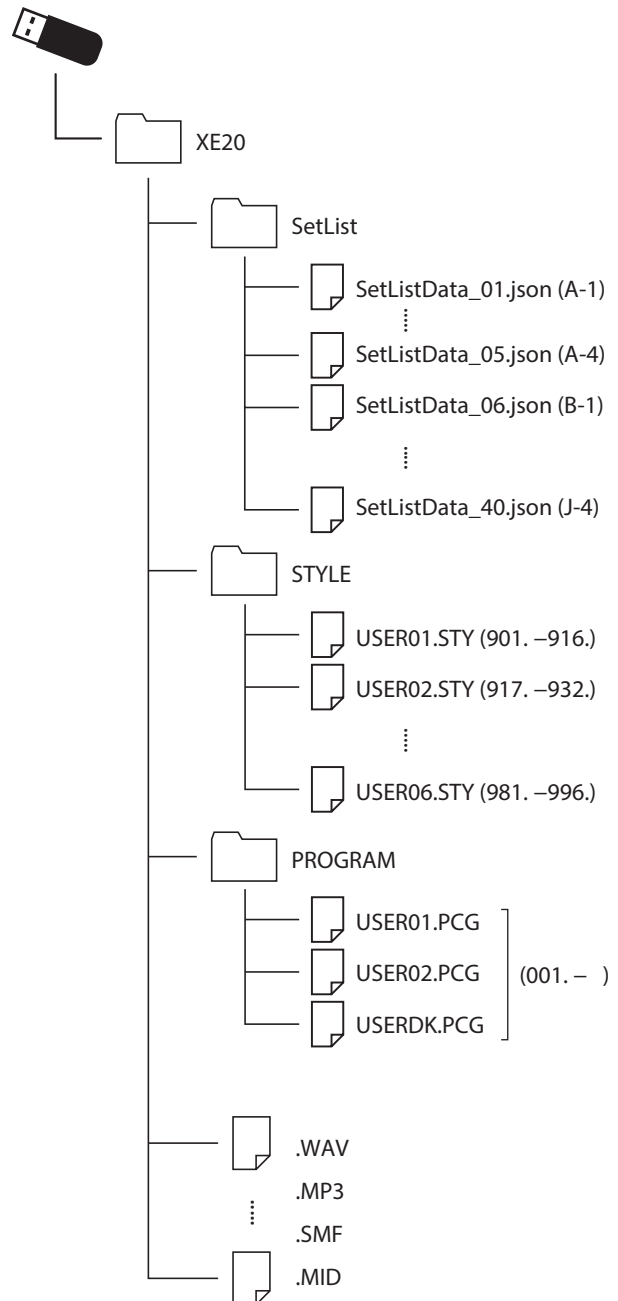 XE20
SetList
SetListData_01.json (A-1)
SetListData_05.json (A-4)
SetListData_06.json (B-1)
SetListData_40.json (J-4)
STYLE
USER01.STY (901. –916.)
USER02.STY (917. –932.)
USER06.STY (981. –996.)
PROGRAM
USER01.PCG
USER02.PCG
(001. – )
USERDK.PCG
.WAV
.MP3
.SMF
.MID